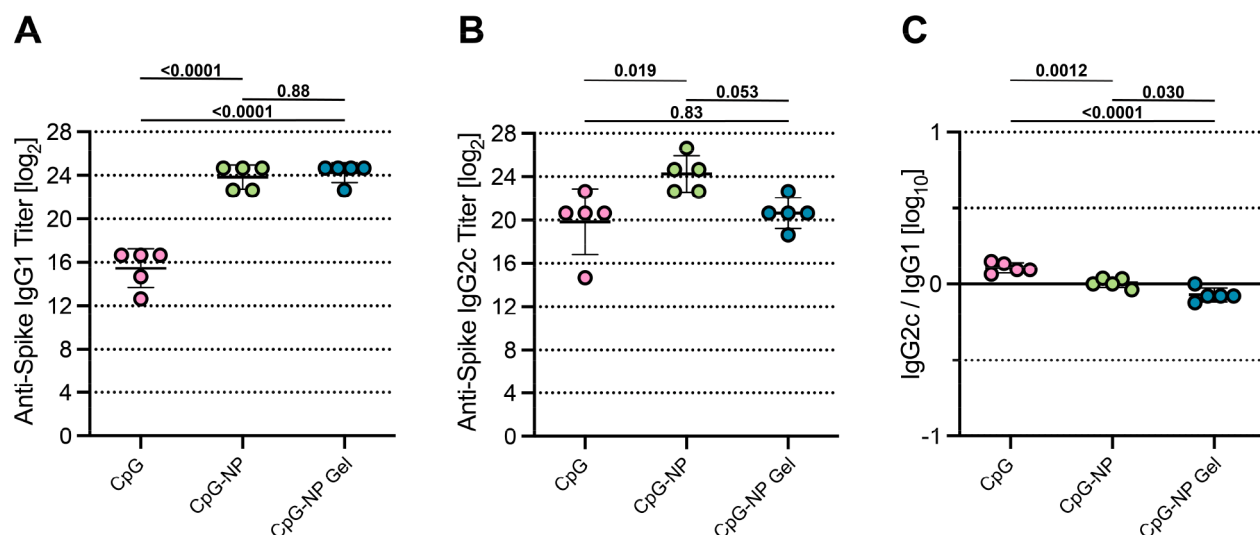 A
<0.0001
0.88
<0.0001
Anti-Spike IgG1 Titer [log2]
28
24
20
16
12
8
4
0
CpG
CpG-NP
CpG-NP Gel
B
0.019
0.053
0.83
Anti-Spike IgG2c Titer [log2]
28
24
20
16
12
8
4
0
CpG
CpG-NP
CpG-NP Gel
C
0.0012
0.030
<0.0001
IgG2c / IgG1 [log10]
1
0
-1
CpG
CpG-NP
CpG-NP Gel